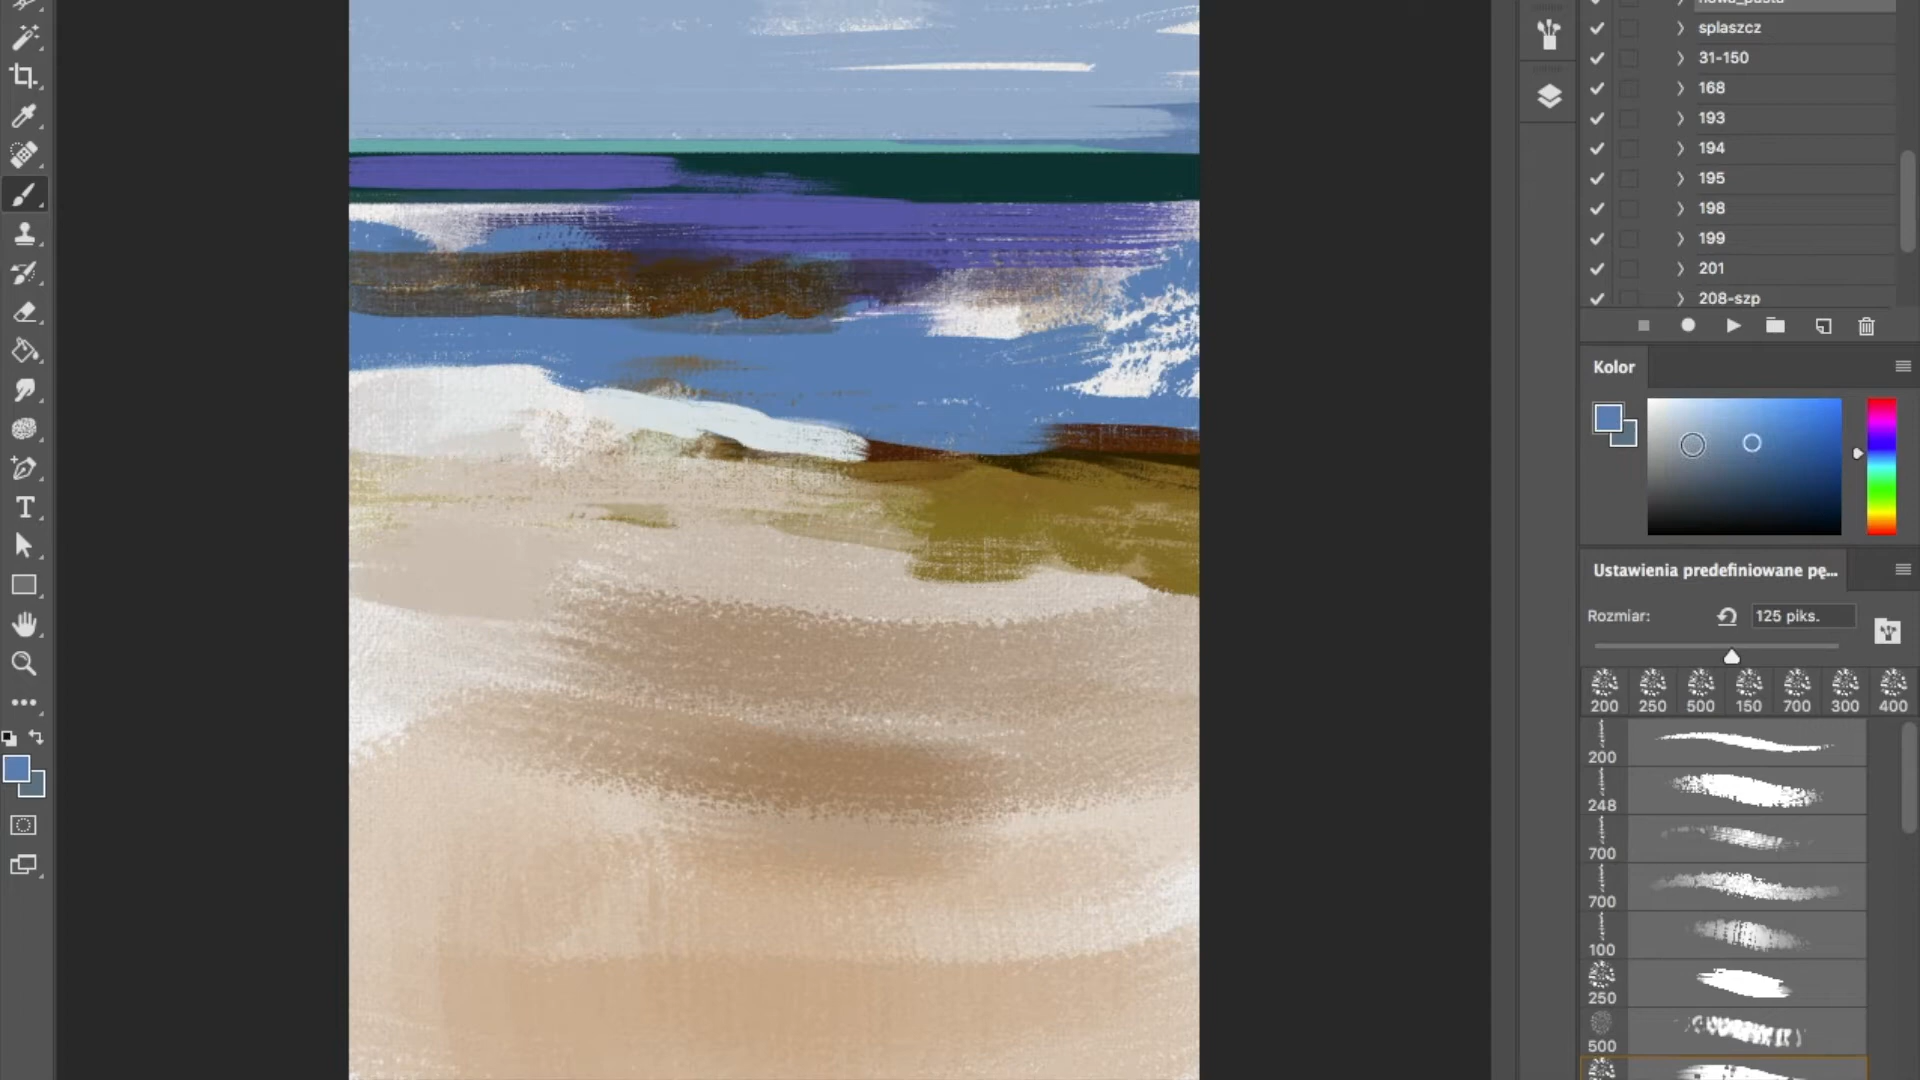 splaszcz
31-150
168
193
194
195
198
199
201
208-szp
Kolor
Ustawienia predefiniowane pę...
Rozmiar:
125 piks.
200 250 500 150 700 300 400
200
248
700
700
100
250
500
T